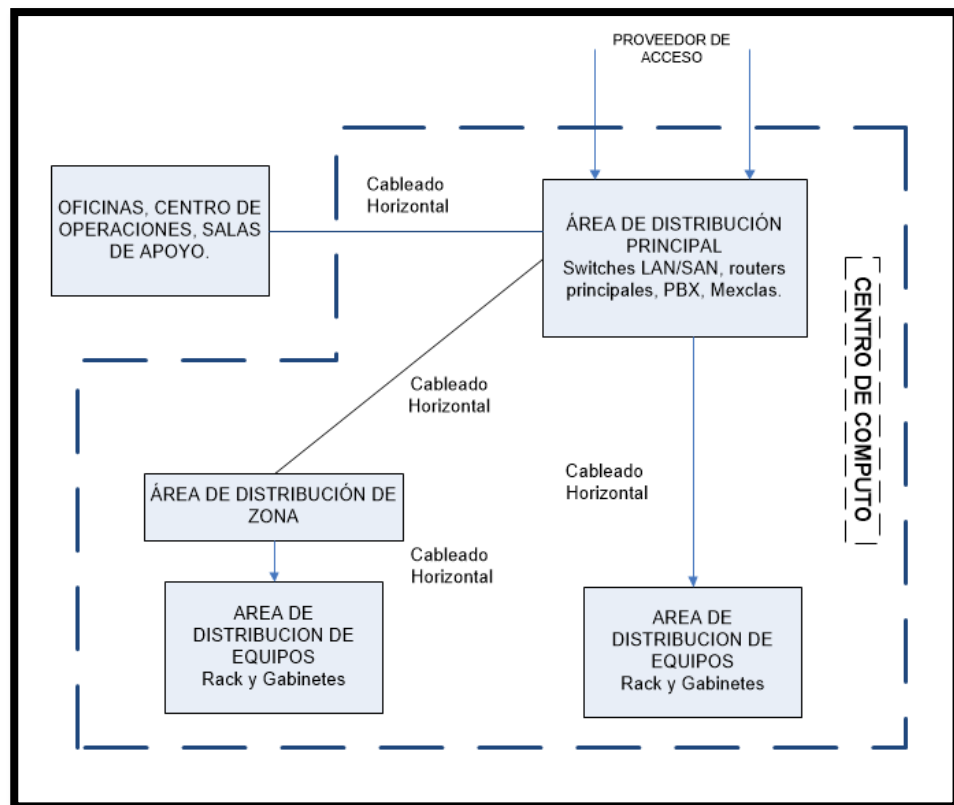 PROVEEDOR DE
ACCESO
OFICINAS, CENTRO DE
OPERACIONES, SALAS
DE APOYO.
Cableado
Horizontal
ÁREA DE DISTRIBUCIÓN
PRINCIPAL
Switches LAN/SAN, routers
principales, PBX, Mexclas.
CENTRO DE COMPUTO
Cableado
Horizontal
Cableado
Horizontal
ÁREA DE DISTRIBUCIÓN DE
ZONA
Cableado
Horizontal
AREA DE
DISTRIBUCION DE
EQUIPOS
Rack y Gabinetes
AREA DE
DISTRIBUCION DE
EQUIPOS
Rack y Gabinetes